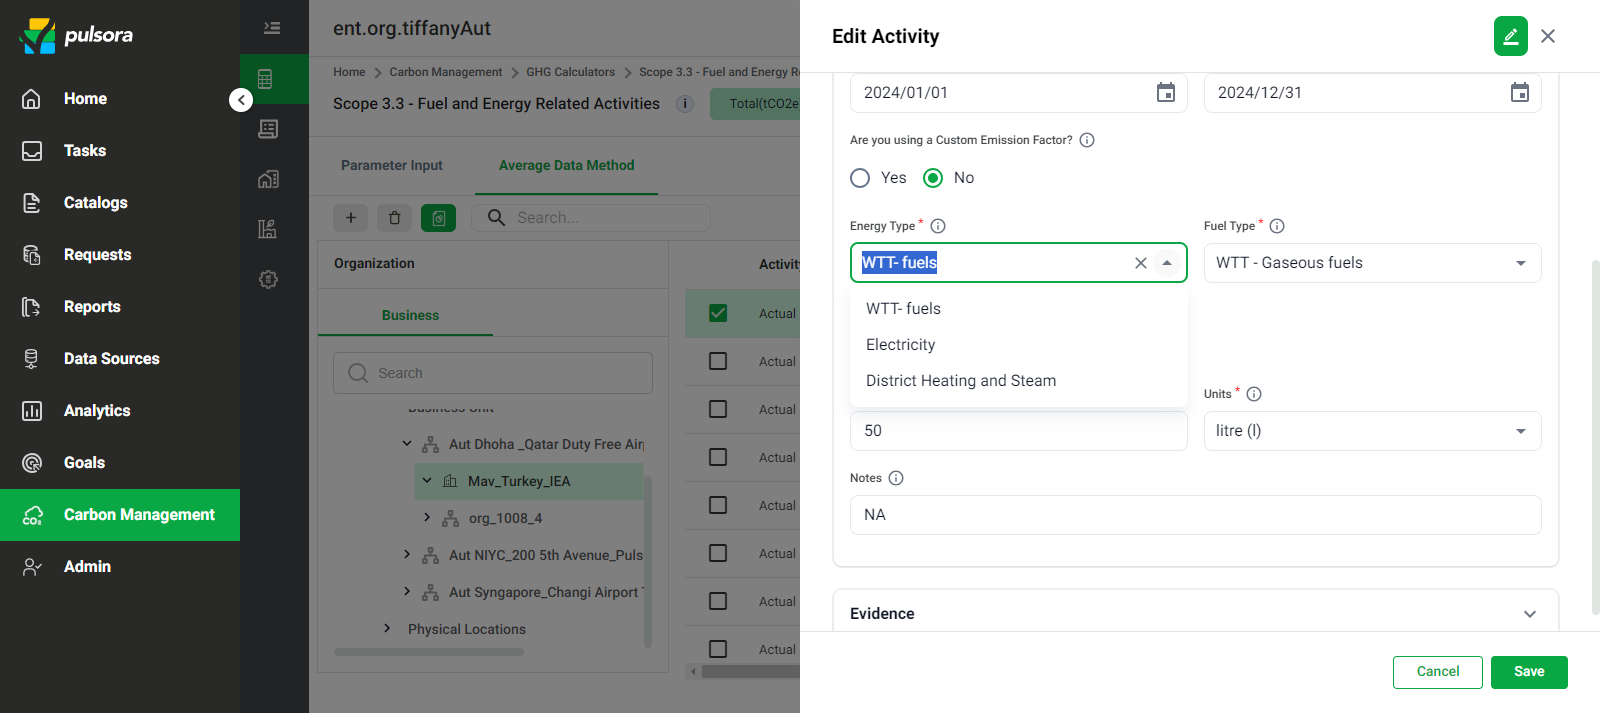 pulsora
Home
Tasks
Catalogs
Requests
Reports
Data Sources
Analytics
Goals
Carbon Management
Admin
ent.org.tiffanyAut
Home > Carbon Management > GHG Calculators > Scope 3.3 - Fuel and Energy Re
Scope 3.3 - Fuel and Energy Related Activities
Total(tCO2e
Parameter Input
Average Data Method
Search...
Organization
Business
Search
Business Unit
Aut Dhoha _Qatar Duty Free Air
Mav_Turkey_IEA
org_1008_4
Aut NIYC_200 5th Avenue_Puls
Aut Syngapore_Changi Airport T
Physical Locations
Activity
Actual
Actual
Actual
Actual
Actual
Actual
Actual
Actual
Edit Activity
2024/01/01
2024/12/31
Are you using a Custom Emission Factor?
Yes
No
Energy Type *
Fuel Type *
WTT- fuels
WTT - Gaseous fuels
WTT- fuels
Electricity
District Heating and Steam
Units *
50
litre (l)
Notes
NA
Evidence
Cancel
Save